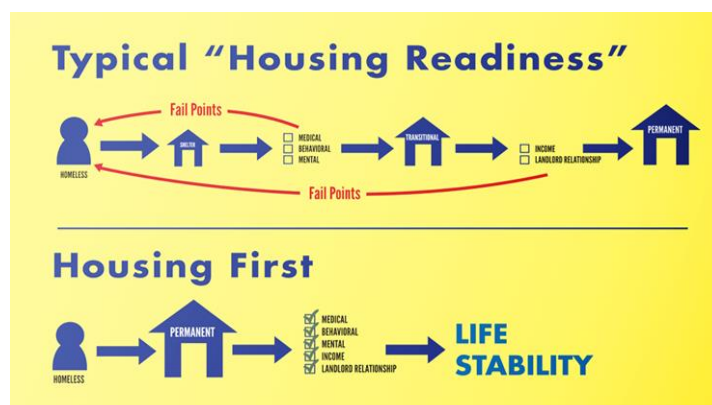 Typical “Housing Readiness”
Fail Points
HOMELESS
SHELTER
MEDICAL
BEHAVIORAL
MENTAL
TRANSITIONAL
INCOME
LANDLORD RELATIONSHIP
PERMANENT
Fail Points
Housing First
HOMELESS
PERMANENT
MEDICAL
BEHAVIORAL
MENTAL
INCOME
LANDLORD RELATIONSHIP
LIFE
STABILITY